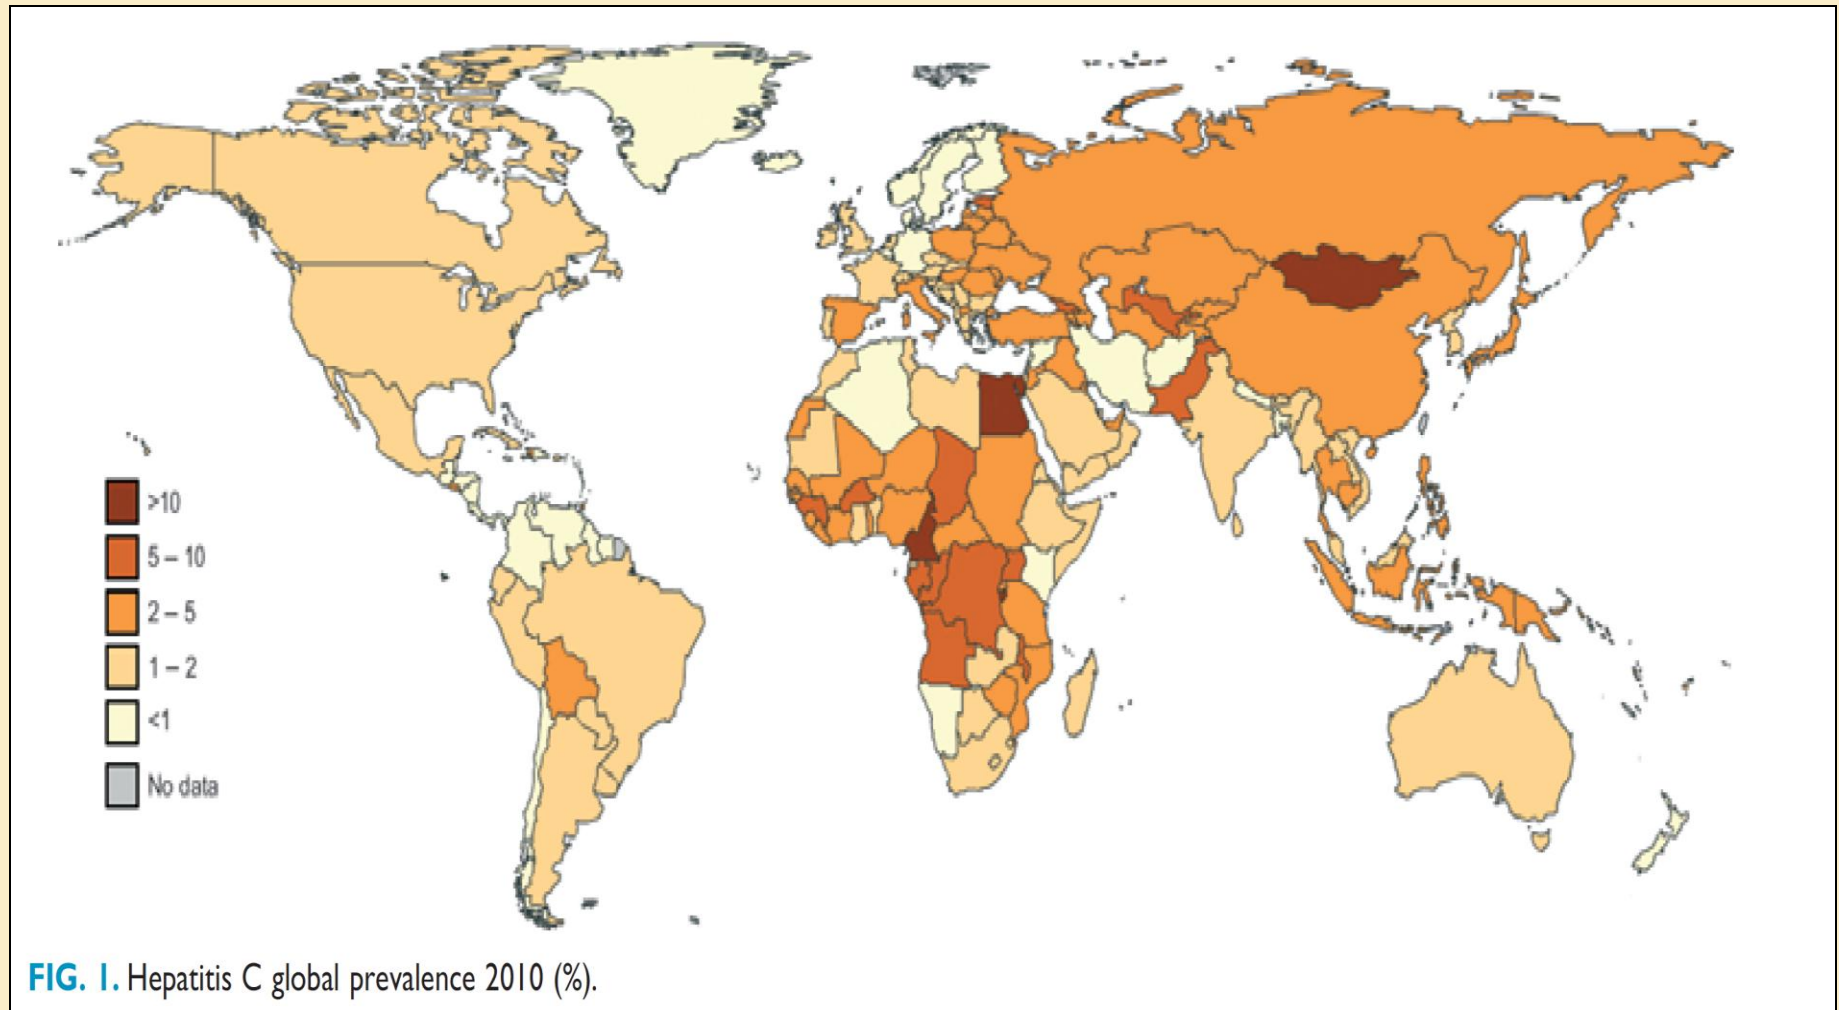 >10
5 – 10
2 – 5
1 – 2
<1
No data
FIG. 1. Hepatitis C global prevalence 2010 (%).